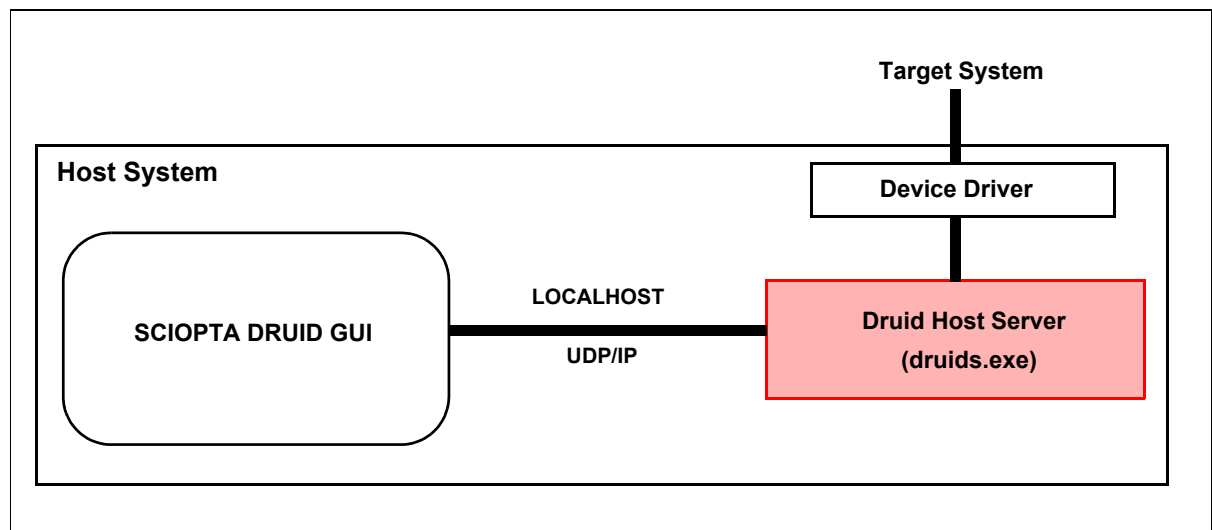 Target System
Host System
Device Driver
LOCALHOST
SCIOPTA DRUID GUI
UDP/IP
Druid Host Server
(druids.exe)